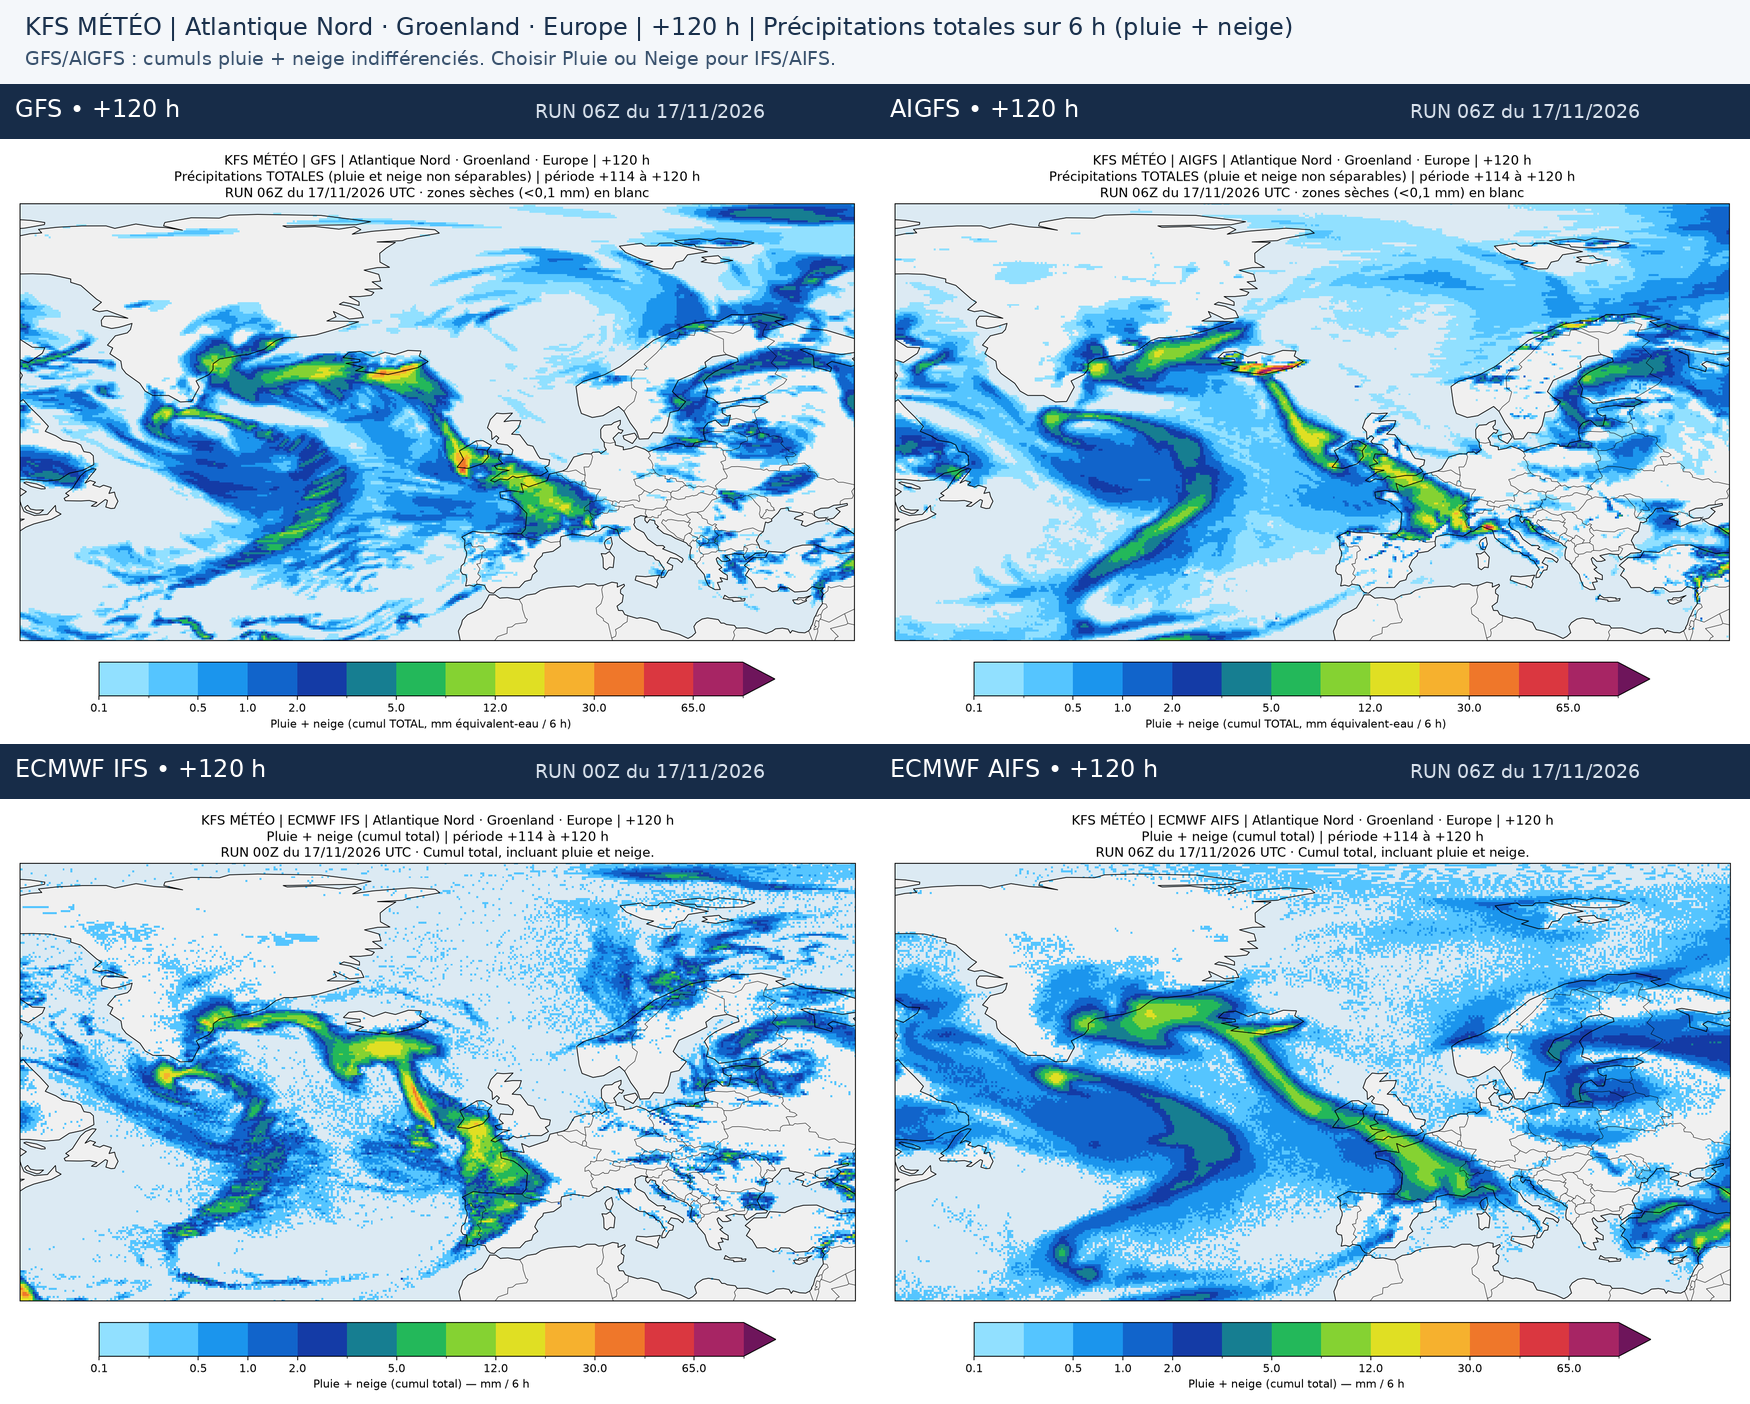 KFS MÉTÉO | Atlantique Nord · Groenland · Europe | +120 h | Précipitations totales sur 6 h (pluie + neige)
GFS/AIGFS : cumuls pluie + neige indifférenciés. Choisir Pluie ou Neige pour IFS/AIFS.
GFS • +120 h RUN 06Z du 17/11/2026
AIGFS • +120 h RUN 06Z du 17/11/2026
KFS MÉTÉO | GFS | Atlantique Nord · Groenland · Europe | +120 h
Précipitations TOTALES (pluie et neige non séparables) | période +114 à +120 h
RUN 06Z du 17/11/2026 UTC · zones sèches (<0,1 mm) en blanc
KFS MÉTÉO | AIGFS | Atlantique Nord · Groenland · Europe | +120 h
Précipitations TOTALES (pluie et neige non séparables) | période +114 à +120 h
RUN 06Z du 17/11/2026 UTC · zones sèches (<0,1 mm) en blanc
0.1 0.5 1.0 2.0 5.0 12.0 30.0 65.0
Pluie + neige (cumul TOTAL, mm équivalent-eau / 6 h)
0.1 0.5 1.0 2.0 5.0 12.0 30.0 65.0
Pluie + neige (cumul TOTAL, mm équivalent-eau / 6 h)
ECMWF IFS • +120 h RUN 00Z du 17/11/2026
ECMWF AIFS • +120 h RUN 06Z du 17/11/2026
KFS MÉTÉO | ECMWF IFS | Atlantique Nord · Groenland · Europe | +120 h
Pluie + neige (cumul total) | période +114 à +120 h
RUN 00Z du 17/11/2026 UTC · Cumul total, incluant pluie et neige.
KFS MÉTÉO | ECMWF AIFS | Atlantique Nord · Groenland · Europe | +120 h
Pluie + neige (cumul total) | période +114 à +120 h
RUN 06Z du 17/11/2026 UTC · Cumul total, incluant pluie et neige.
0.1 0.5 1.0 2.0 5.0 12.0 30.0 65.0
Pluie + neige (cumul total) — mm / 6 h
0.1 0.5 1.0 2.0 5.0 12.0 30.0 65.0
Pluie + neige (cumul total) — mm / 6 h